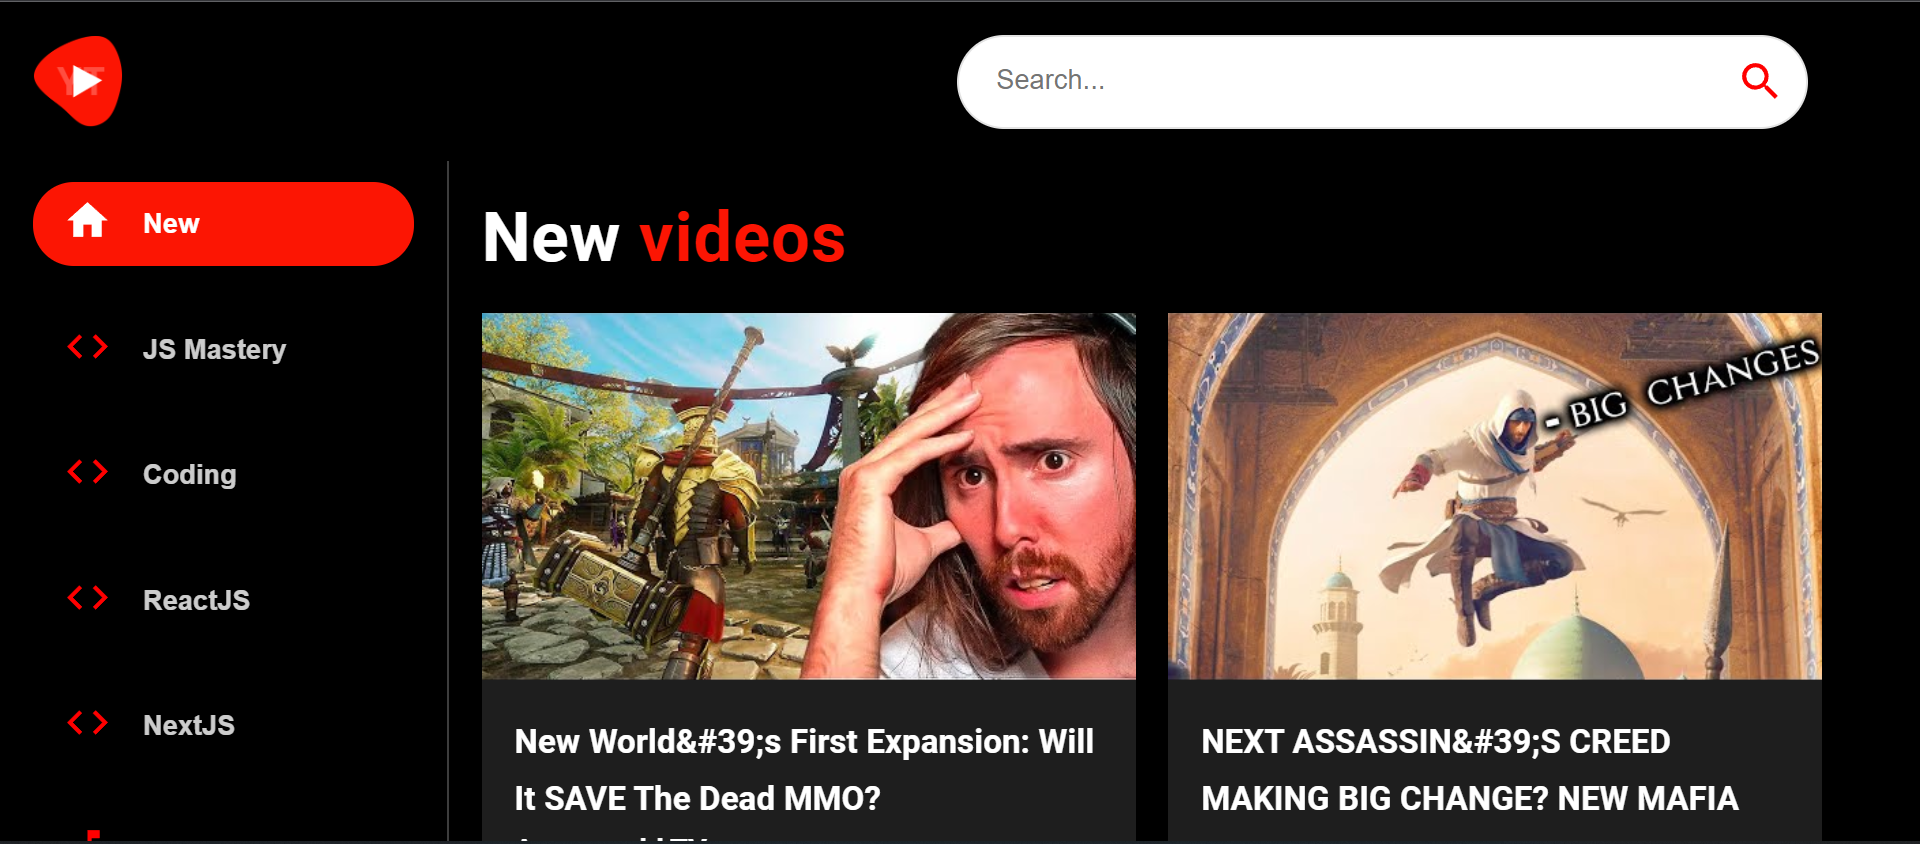 YT
Search...
New
JS Mastery
Coding
ReactJS
NextJS
New videos
- BIG CHANGES
New World&#39;s First Expansion: Will
It SAVE The Dead MMO?
NEXT ASSASSIN&#39;S CREED
MAKING BIG CHANGE? NEW MAFIA